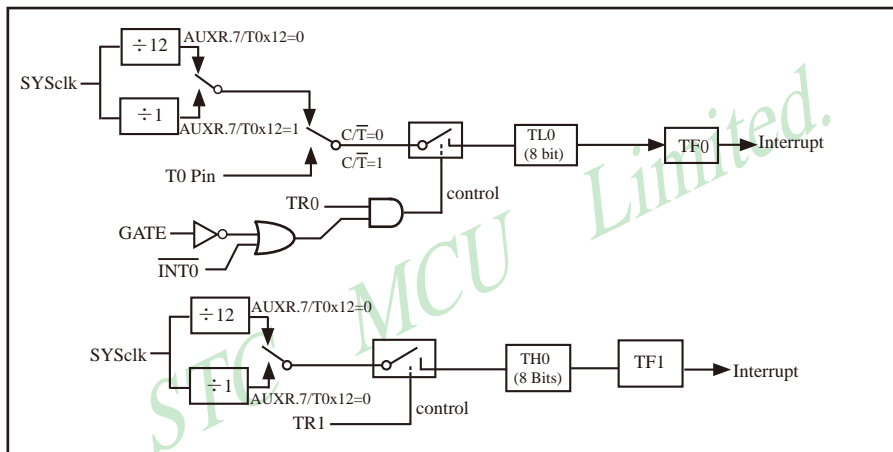 ÷12
AUXR.7/T0x12=0
SYSclk
÷1
AUXR.7/T0x12=1
C/T̅=0
C/T̅=1
T0 Pin
TL0
(8 bit)
TF0
Interrupt
control
TR0
GATE
I̅N̅T̅0̅
÷12
AUXR.7/T0x12=0
SYSclk
÷1
AUXR.7/T0x12=0
TH0
(8 Bits)
TF1
Interrupt
control
TR1
STC MCU Limited.